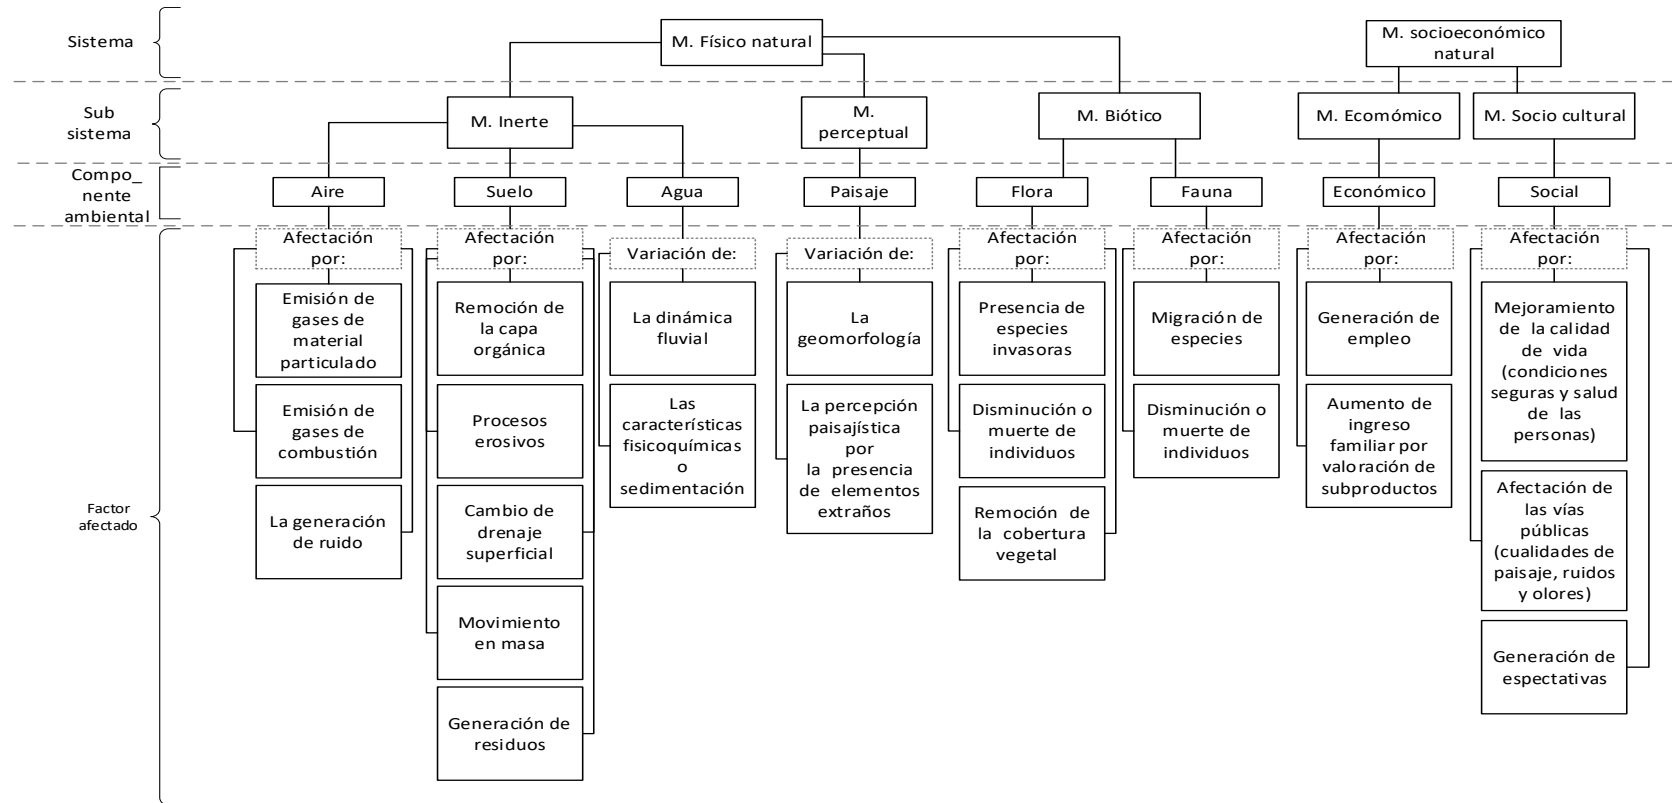 Sistema
M. Físico natural
M. socioeconómico
natural
Sub
sistema
M. Inerte
M.
perceptual
M. Biótico
M. Ecomómico
M. Socio cultural
Compo_
nente
ambiental
Aire
Suelo
Agua
Paisaje
Flora
Fauna
Económico
Social
Factor
afectado
Afectación
por:
Emisión de
gases de
material
particulado
Emisión de
gases de
combustión
La generación
de ruido
Afectación
por:
Remoción de
la capa
orgánica
Procesos
erosivos
Cambio de
drenaje
superficial
Movimiento
en masa
Generación de
residuos
Variación de:
La dinámica
fluvial
Las
características
fisicoquímicas
o
sedimentación
Variación de:
La
geomorfología
La percepción
paisajística
por
la presencia
de elementos
extraños
Afectación
por:
Presencia de
especies
invasoras
Disminución o
muerte de
individuos
Remoción de
la cobertura
vegetal
Afectación
por:
Migración de
especies
Disminución o
muerte de
individuos
Afectación
por:
Generación de
empleo
Aumento de
ingreso
familiar por
valoración de
subproductos
Afectación
por:
Mejoramiento
de la calidad
de vida
(condiciones
seguras y salud
de las
personas)
Afectación de
las vías
públicas
(cualidades de
paisaje, ruidos
y olores)
Generación de
espectativas